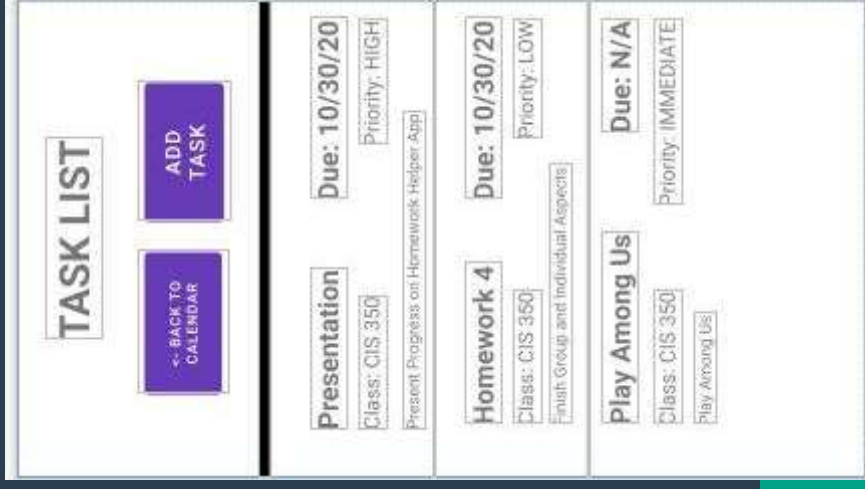 TASK LIST
<- BACK TO
CALENDAR
ADD
TASK
Presentation
Due: 10/30/20
Class: CIS 350
Priority: HIGH
Present Progress on Homework Helper App
Homework 4
Due: 10/30/20
Class: CIS 350
Priority: LOW
Finish Group and Individual Aspects
Play Among Us
Due: N/A
Class: CIS 350
Priority: IMMEDIATE
Play Among Us